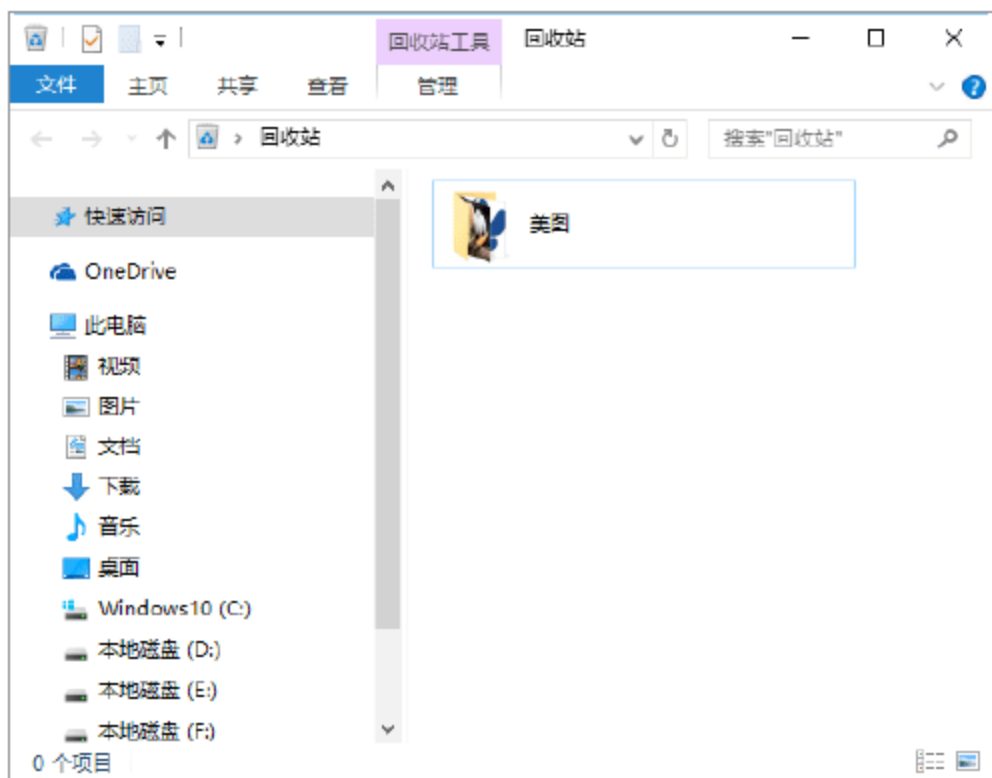 回收站工具 回收站
文件 主页 共享 查看 管理
回收站 搜索"回收站"
快速访问
美图
OneDrive
此电脑
视频
图片
文档
下载
音乐
桌面
Windows10 (C:)
本地磁盘 (D:)
本地磁盘 (E:)
本地磁盘 (F:)
0 个项目